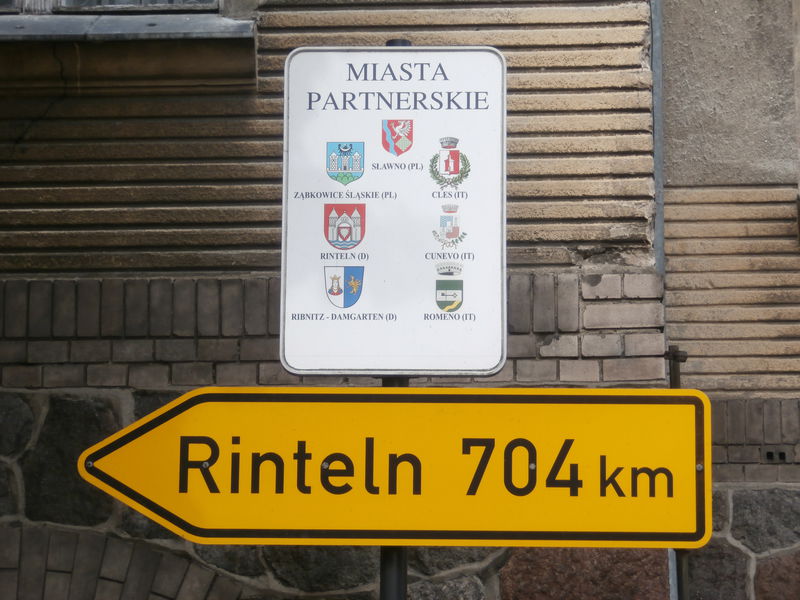 MIASTA
PARTNERSKIE
SŁAWNO (PL)
ZĄBKOWICE ŚLĄSKIE (PL)
CLES (IT)
RINTELN (D)
CUNEVO (IT)
RIBNITZ - DAMGARTEN (D)
ROMENO (IT)
Rinteln 704 km